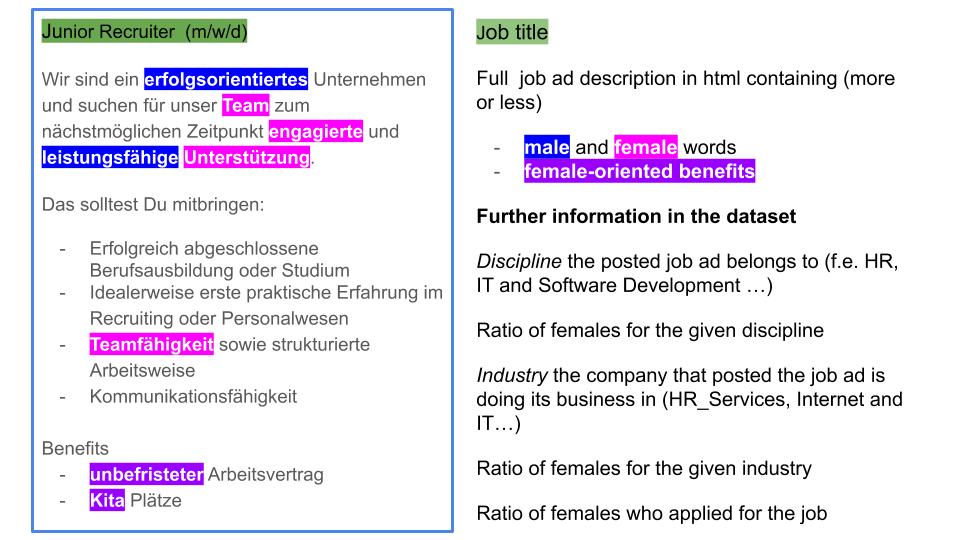 Junior Recruiter (m/w/d)
Wir sind ein erfolgsorientiertes Unternehmen
und suchen für unser Team zum
nächstmöglichen Zeitpunkt engagierte und
leistungsfähige Unterstützung.
Das solltest Du mitbringen:
- Erfolgreich abgeschlossene
Berufsausbildung oder Studium
- Idealerweise erste praktische Erfahrung im
Recruiting oder Personalwesen
- Teamfähigkeit sowie strukturierte
Arbeitsweise
- Kommunikationsfähigkeit
Benefits
- unbefristeter Arbeitsvertrag
- Kita Plätze
Job title
Full job ad description in html containing (more
or less)
- male and female words
- female-oriented benefits
Further information in the dataset
Discipline the posted job ad belongs to (f.e. HR,
IT and Software Development …)
Ratio of females for the given discipline
Industry the company that posted the job ad is
doing its business in (HR_Services, Internet and
IT…)
Ratio of females for the given industry
Ratio of females who applied for the job